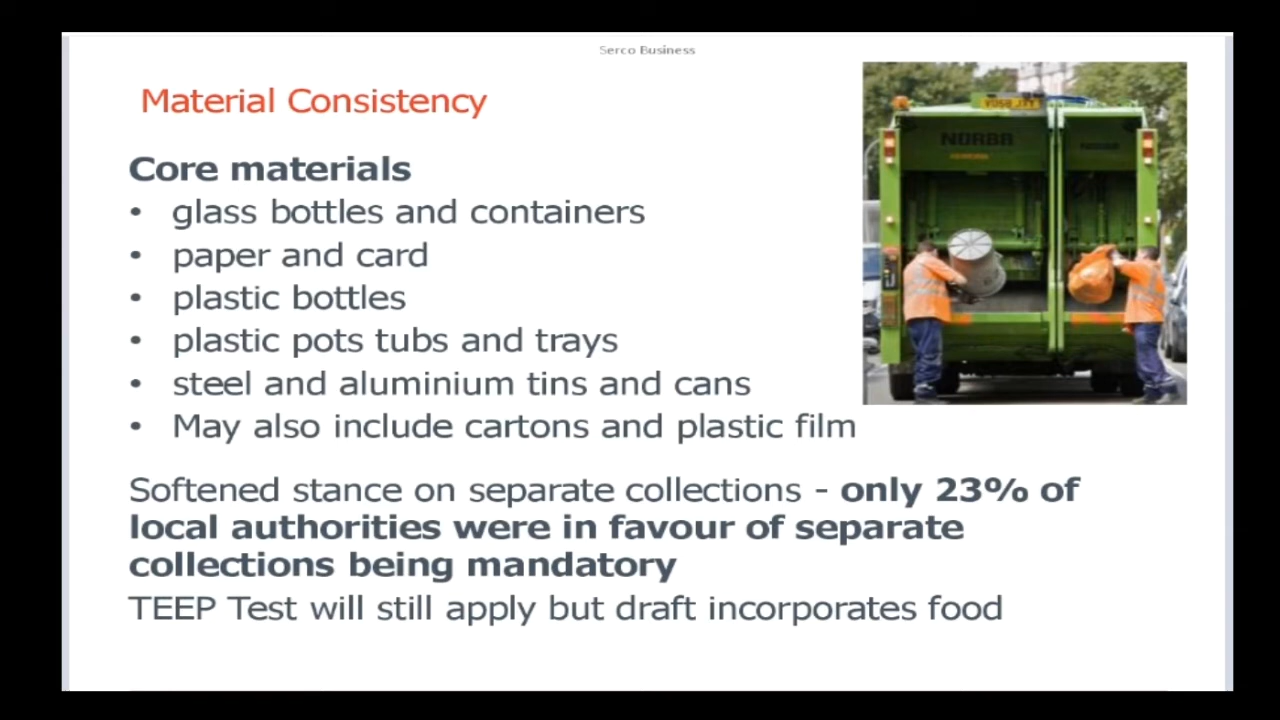 Serco Business
Material Consistency
Core materials
• glass bottles and containers
• paper and card
• plastic bottles
• plastic pots tubs and trays
• steel and aluminium tins and cans
• May also include cartons and plastic film
Softened stance on separate collections - only 23% of
local authorities were in favour of separate
collections being mandatory
TEEP Test will still apply but draft incorporates food